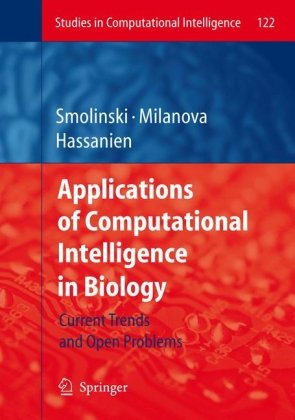 Studies in Computational Intelligence 122
Smolinski · Milanova
Hassanien
Applications
of Computational
Intelligence
in Biology
Current Trends
and Open Problems
Springer